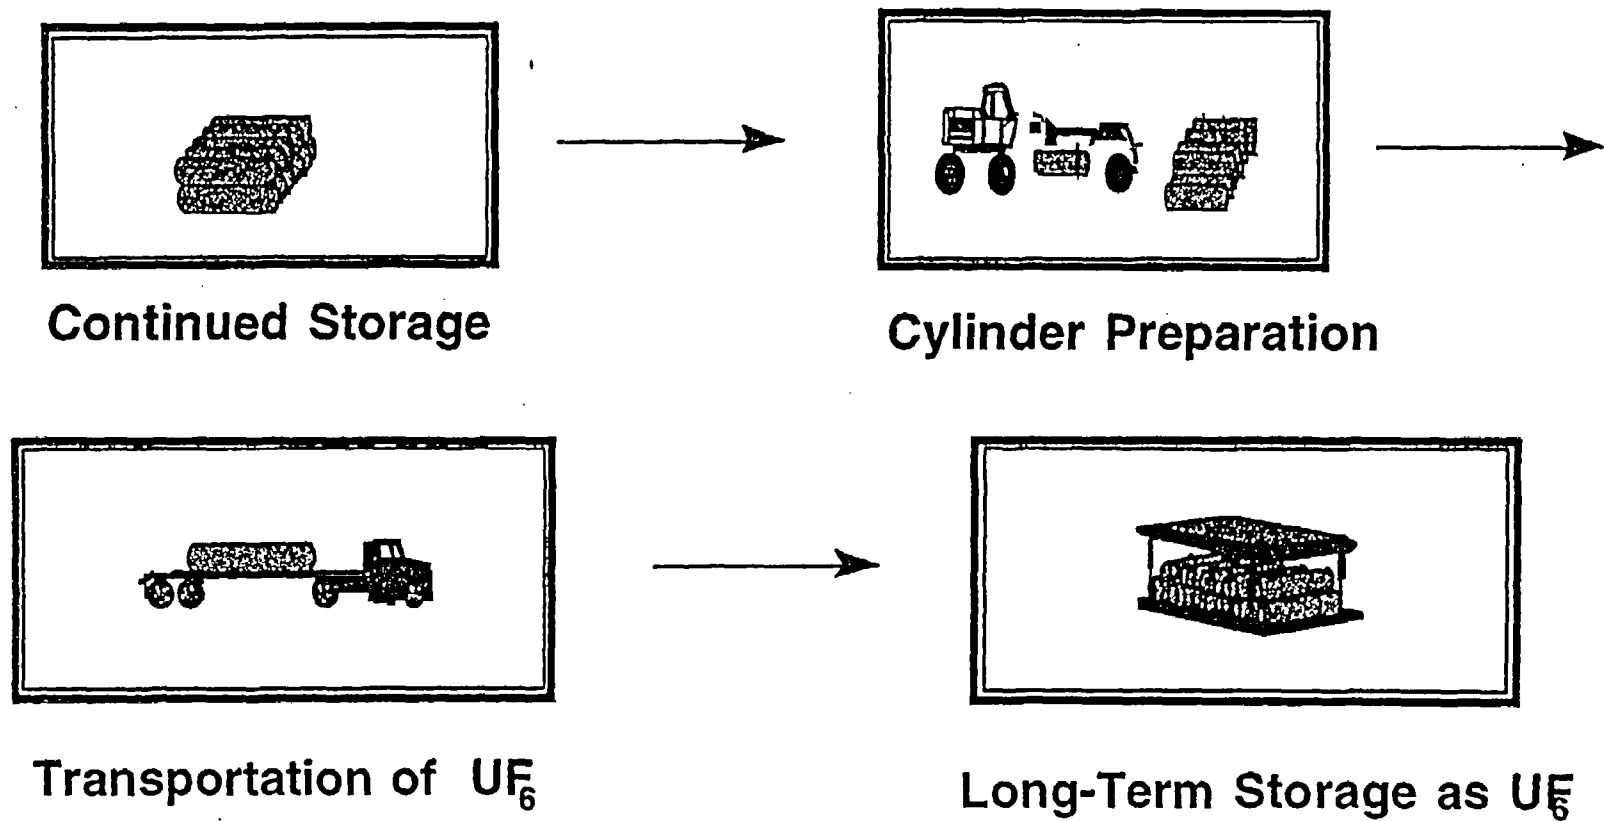 Continued Storage
Cylinder Preparation
Transportation of UF6
Long-Term Storage as UF6